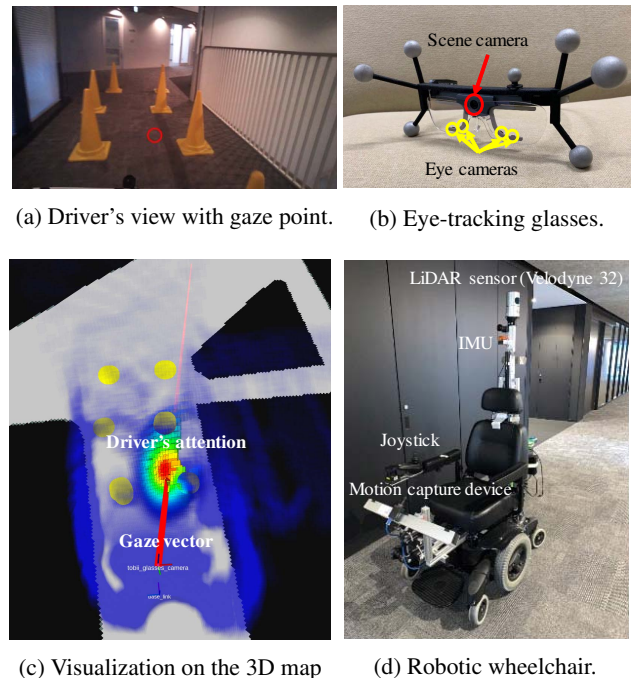 Scene camera
Eye cameras
(a) Driver's view with gaze point.
(b) Eye-tracking glasses.
Driver's attention
Gaze vector
tobii_glasses_camera
base_link
LiDAR sensor (Velodyne 32)
IMU
Joystick
Motion capture device
(c) Visualization on the 3D map
(d) Robotic wheelchair.